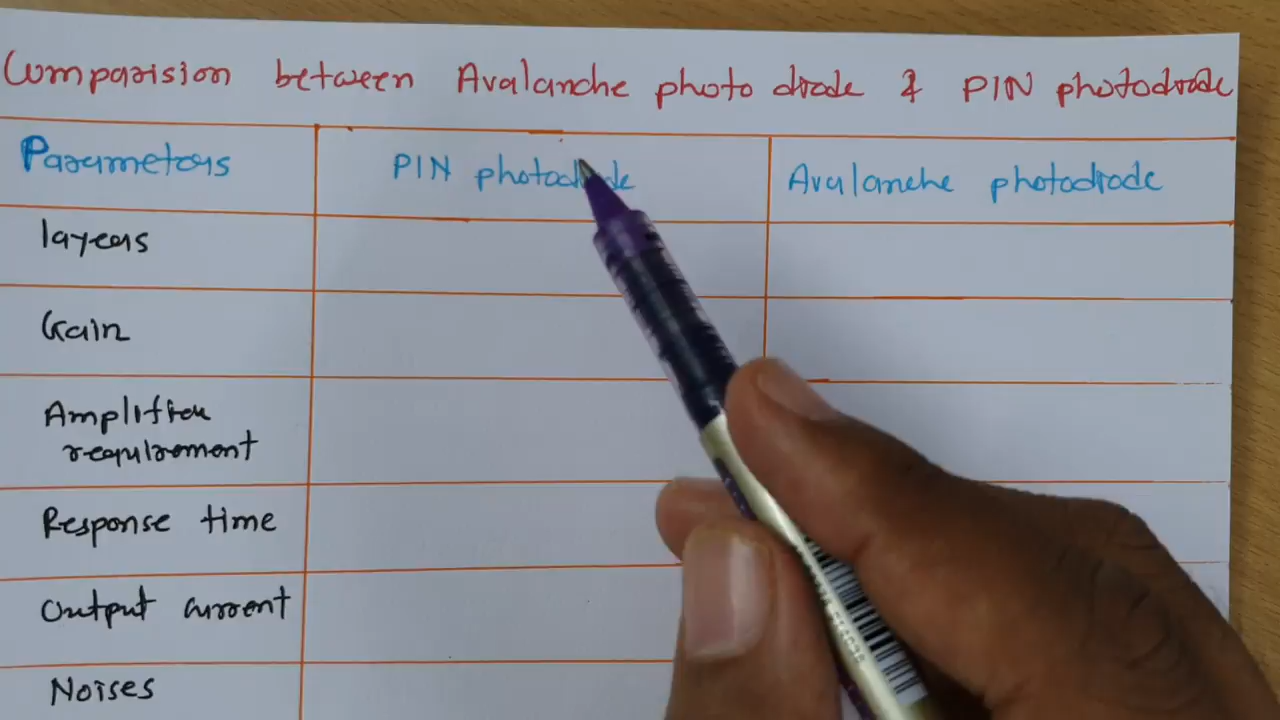 Comparision between Avalanche photo diode & PIN photodiode
Parameters PIN photodiode Avalanche photodiode
layers
Gain
Amplifier
requirement
Response time
Output current
Noises